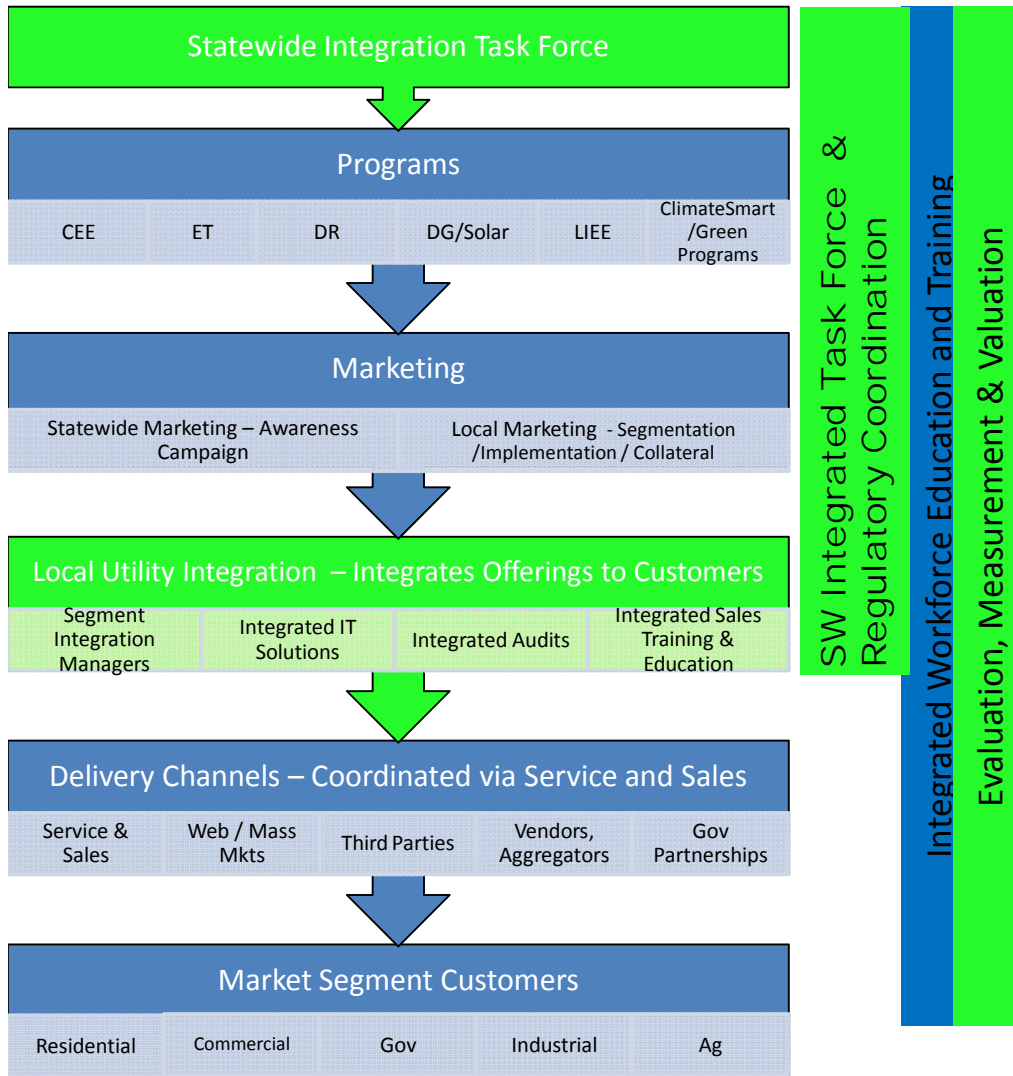 Statewide Integration Task Force
Programs
CEE
ET
DR
DG/Solar
LIEE
ClimateSmart
/Green
Programs
Marketing
Statewide Marketing – Awareness
Campaign
Local Marketing - Segmentation
/Implementation / Collateral
Local Utility Integration – Integrates Offerings to Customers
Segment
Integration
Managers
Integrated IT
Solutions
Integrated Audits
Integrated Sales
Training &
Education
Delivery Channels – Coordinated via Service and Sales
Service &
Sales
Web / Mass
Mkts
Third Parties
Vendors,
Aggregators
Gov
Partnerships
Market Segment Customers
Residential
Commercial
Gov
Industrial
Ag
SW Integrated Task Force &
Regulatory Coordination
Integrated Workforce Education and Training
Evaluation, Measurement & Valuation